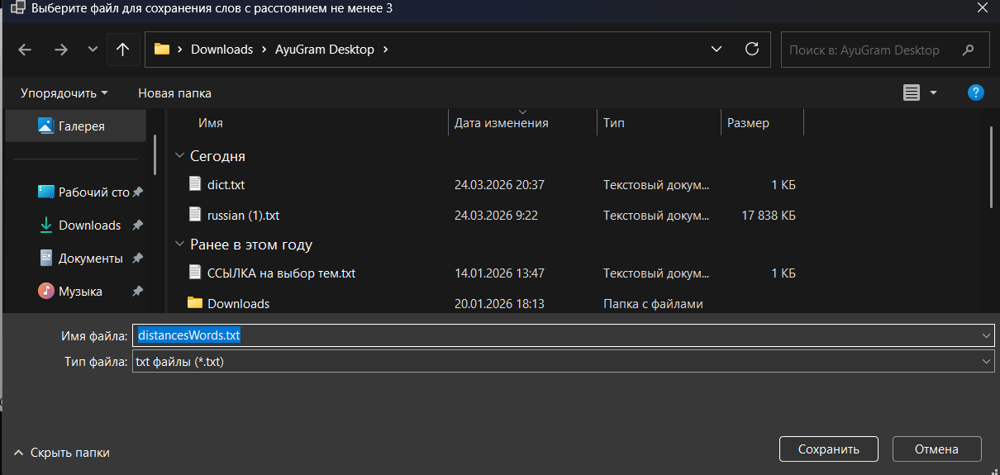 Выберите файл для сохранения слов с расстоянием не менее 3
Downloads AyuGram Desktop
Поиск в: AyuGram Desktop
Упорядочить Новая папка
?
Галерея
Рабочий сто
Downloads
Документы
Музыка
Имя Дата изменения Тип Размер
Сегодня
dict.txt 24.03.2026 20:37 Текстовый докум... 1 КБ
russian (1).txt 24.03.2026 9:22 Текстовый докум... 17 838 КБ
Ранее в этом году
ССЫЛКА на выбор тем.txt 14.01.2026 13:47 Текстовый докум... 1 КБ
Downloads 20.01.2026 18:13 Папка с файлами
Имя файла: distancesWords.txt
Тип файла: txt файлы (*.txt)
Скрыть папки Сохранить Отмена